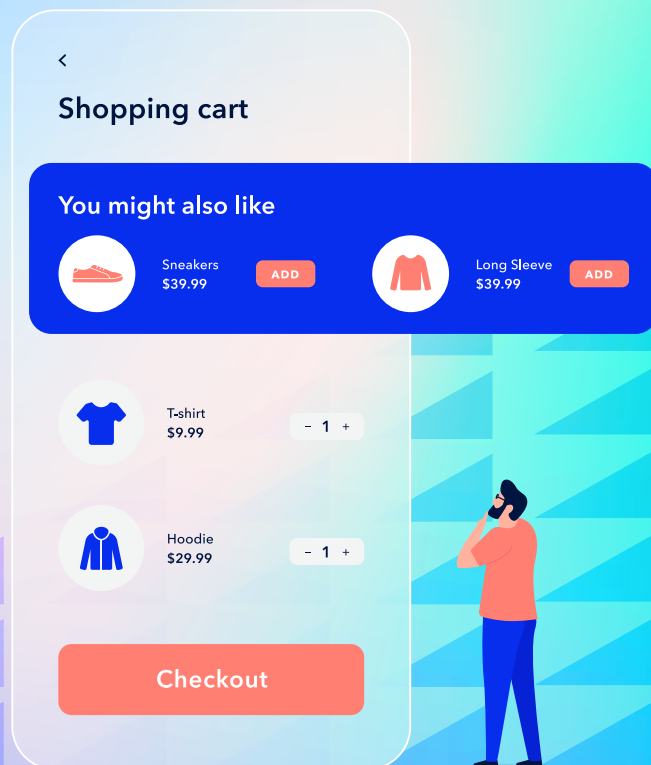 Shopping cart
You might also like
Sneakers
$39.99
ADD
Long Sleeve
$39.99
ADD
T-shirt
$9.99
- 1 +
Hoodie
$29.99
- 1 +
Checkout